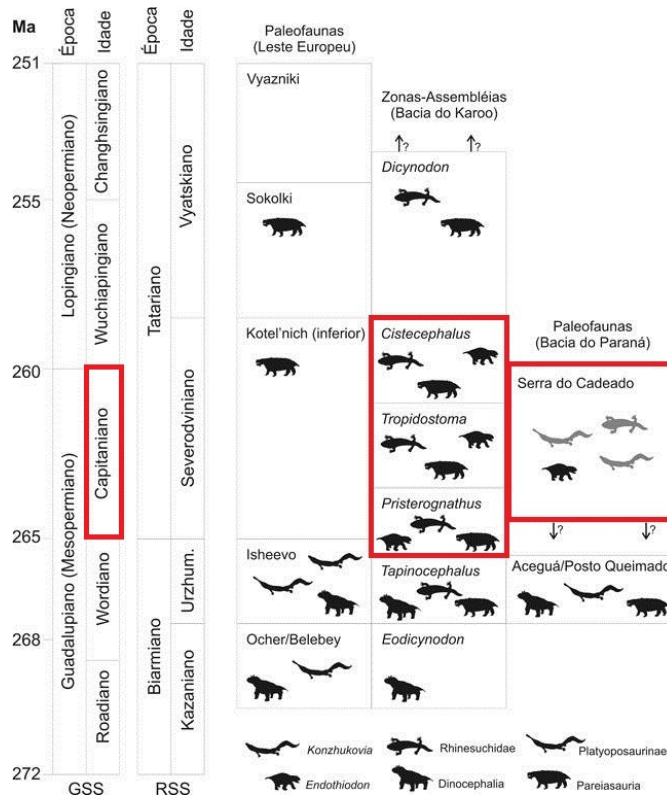 Ma
Época
Idade
Época
Idade
Paleofaunas
(Leste Europeu)
Zonas-Assembléias
(Bacia do Karoo)
Paleofaunas
(Bacia do Paraná)
251
255
260
265
268
272
Lopingiano (Neopermiano)
Guadalupiano (Mesopermiano)
Changhsingiano
Wuchiapingiano
Capitaniano
Wordiano
Roadiano
GSS
Tatariano
Biarmiano
Vyatskiano
Severodviniano
Urzhum.
Kazaniano
RSS
Vyazniki
Sokolki
Kotel'nich (inferior)
Isheevo
Ocher/Belebey
? ?
Dicynodon
Cistecephalus
Tropidostoma
Pristerognathus
Tapinocephalus
Eodicynodon
Serra do Cadeado
? ?
Aceguá/Posto Queimado
Konzhukovia
Rhinesuchidae
Platyoposaurinae
Endothiodon
Dinocephalia
Pareiasauria